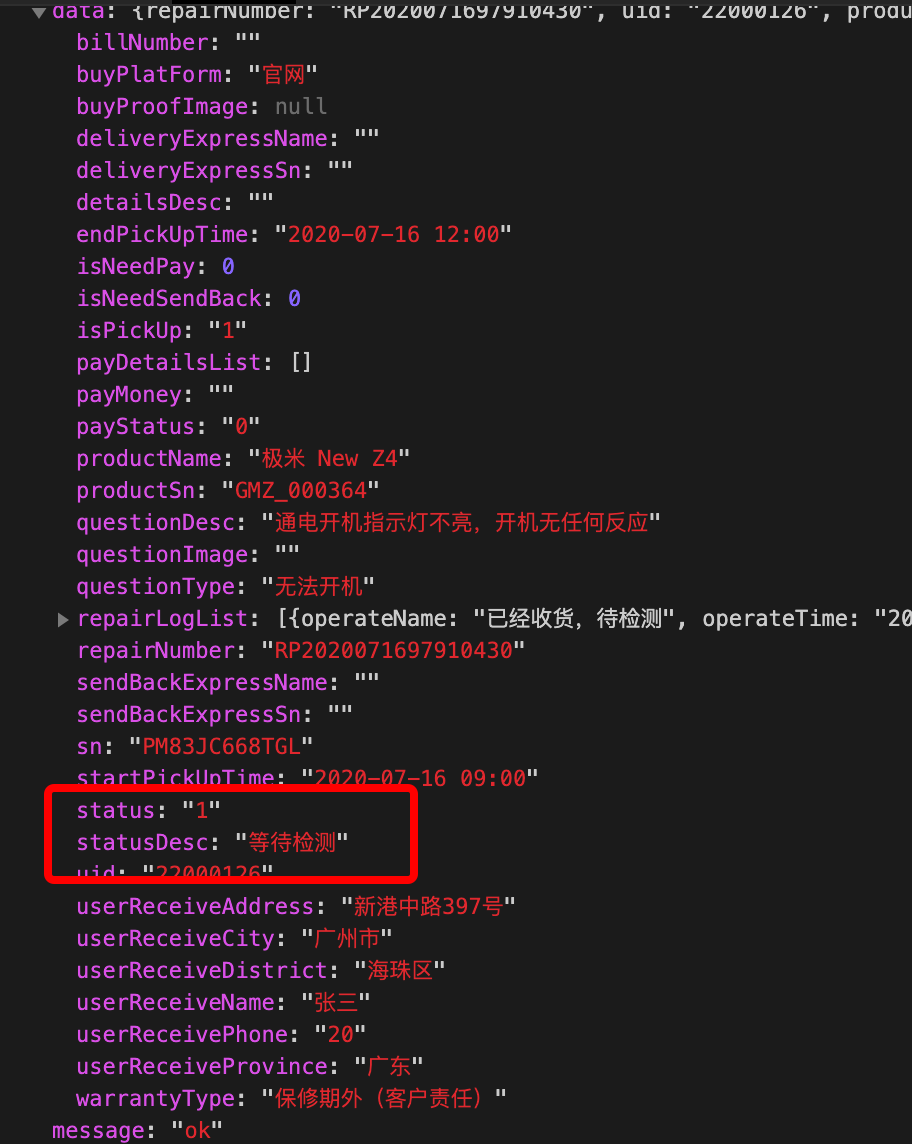 data: {repairNumber: "RP2020071697910430", uid: "22000126", produ
billNumber: ""
buyPlatForm: "官网"
buyProofImage: null
deliveryExpressName: ""
deliveryExpressSn: ""
detailsDesc: ""
endPickUpTime: "2020-07-16 12:00"
isNeedPay: 0
isNeedSendBack: 0
isPickUp: "1"
payDetailsList: []
payMoney: ""
payStatus: "0"
productName: "极米 New Z4"
productSn: "GMZ_000364"
questionDesc: "通电开机指示灯不亮，开机无任何反应"
questionImage: ""
questionType: "无法开机"
repairLogList: [{operateName: "已经收货，待检测", operateTime: "20
repairNumber: "RP2020071697910430"
sendBackExpressName: ""
sendBackExpressSn: ""
sn: "PM83JC668TGL"
startPickUpTime: "2020-07-16 09:00"
status: "1"
statusDesc: "等待检测"
uid: "22000126"
userReceiveAddress: "新港中路397号"
userReceiveCity: "广州市"
userReceiveDistrict: "海珠区"
userReceiveName: "张三"
userReceivePhone: "20"
userReceiveProvince: "广东"
warrantyType: "保修期外（客户责任）"
message: "ok"